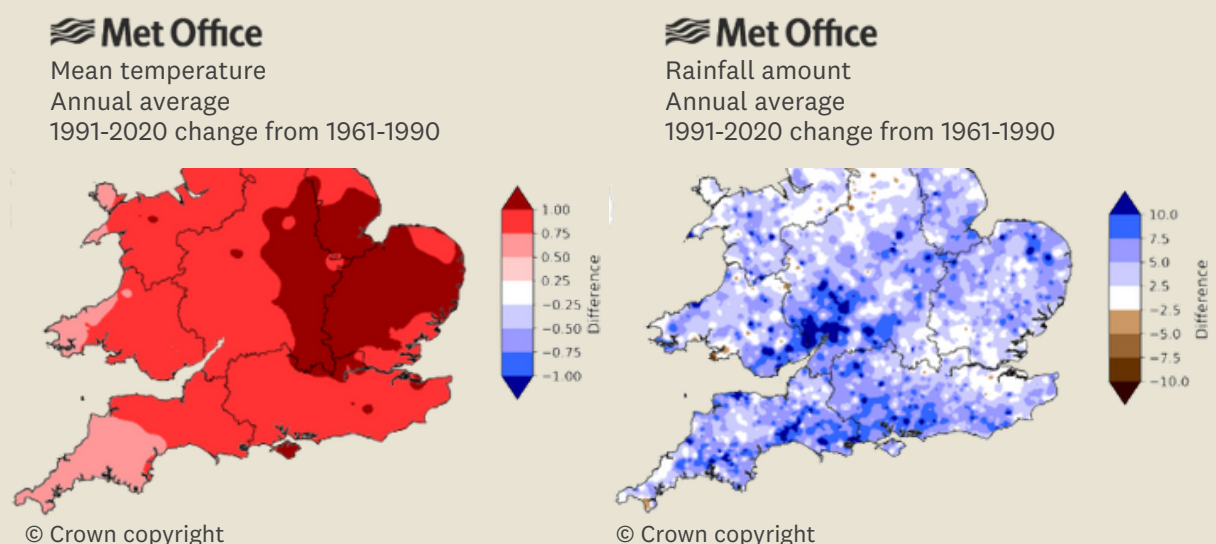 Met Office
Mean temperature
Annual average
1991-2020 change from 1961-1990
1.00
0.75
0.50
0.25
−0.25
−0.50
−0.75
−1.00
Difference
© Crown copyright
Met Office
Rainfall amount
Annual average
1991-2020 change from 1961-1990
10.0
7.5
5.0
2.5
−2.5
−5.0
−7.5
−10.0
Difference
© Crown copyright